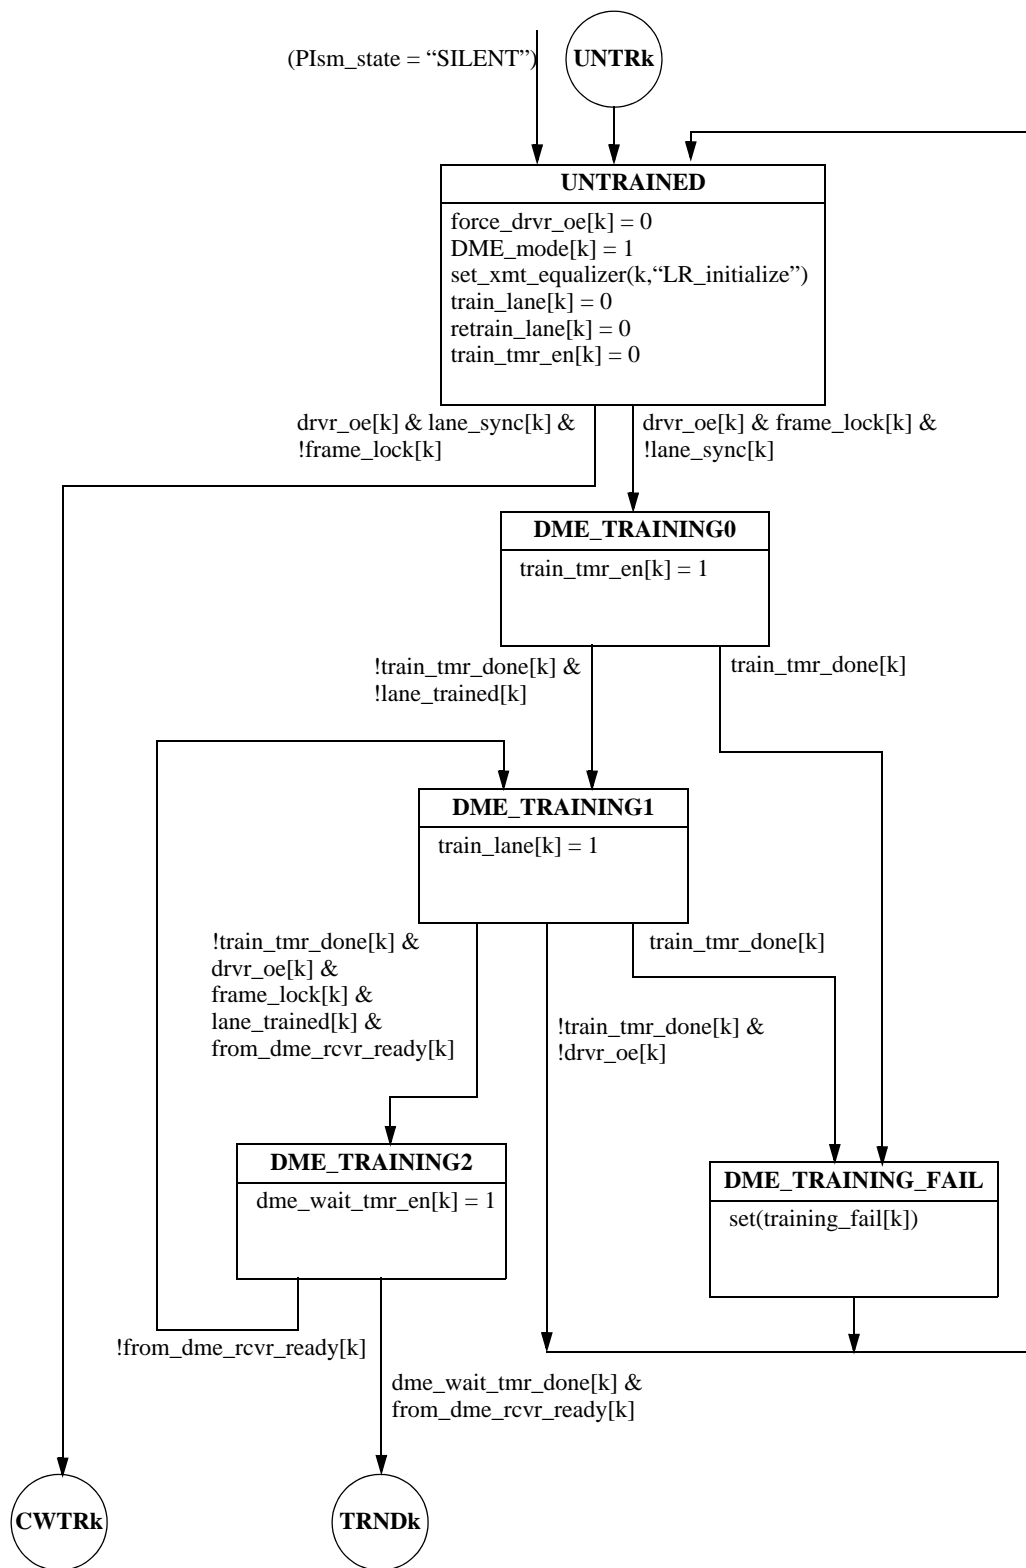 (PIsm_state = “SILENT”)
UNTRk
UNTRAINED
force_drvr_oe[k] = 0
DME_mode[k] = 1
set_xmt_equalizer(k,“LR_initialize”)
train_lane[k] = 0
retrain_lane[k] = 0
train_tmr_en[k] = 0
drvr_oe[k] & lane_sync[k] &
!frame_lock[k]
drvr_oe[k] & frame_lock[k] &
!lane_sync[k]
DME_TRAINING0
train_tmr_en[k] = 1
!train_tmr_done[k] &
!lane_trained[k]
train_tmr_done[k]
DME_TRAINING1
train_lane[k] = 1
!train_tmr_done[k] &
drvr_oe[k] &
frame_lock[k] &
lane_trained[k] &
from_dme_rcvr_ready[k]
train_tmr_done[k]
!train_tmr_done[k] &
!drvr_oe[k]
DME_TRAINING2
dme_wait_tmr_en[k] = 1
DME_TRAINING_FAIL
set(training_fail[k])
!from_dme_rcvr_ready[k]
dme_wait_tmr_done[k] &
from_dme_rcvr_ready[k]
CWTRk
TRNDk